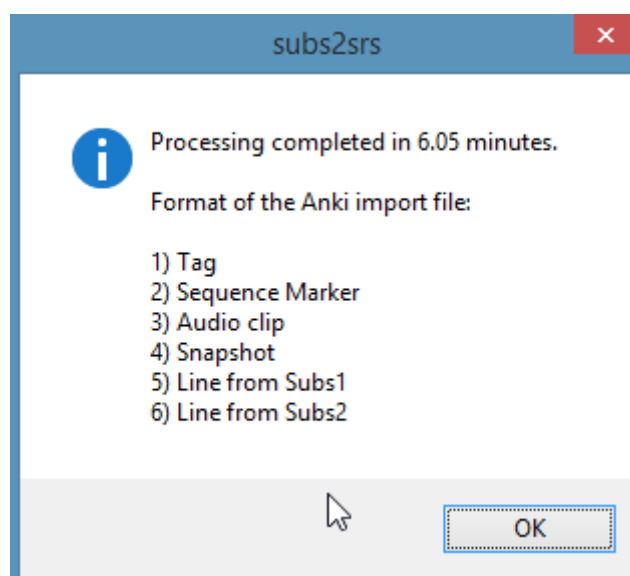 subs2srs
Processing completed in 6.05 minutes.
Format of the Anki import file:
1) Tag
2) Sequence Marker
3) Audio clip
4) Snapshot
5) Line from Subs1
6) Line from Subs2
OK